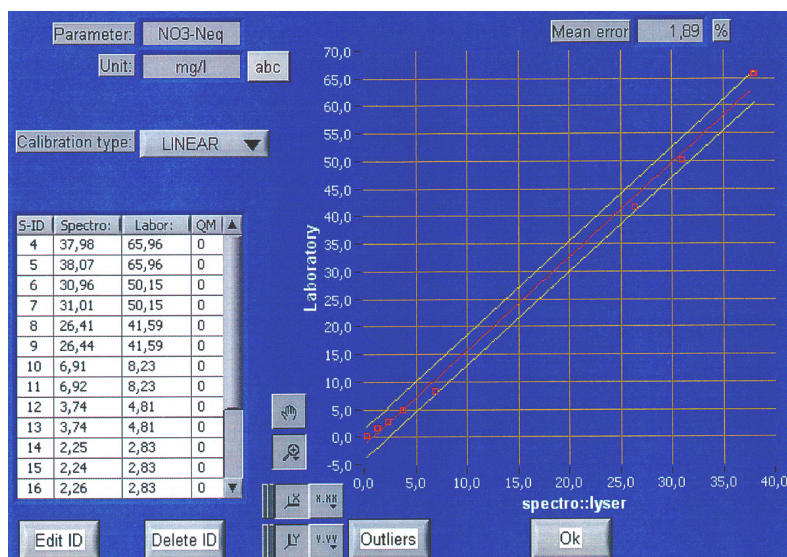 Parameter: NO3-Neq
Unit: mg/l abc
Mean error 1,89 %
Calibration type: LINEAR
S-ID Spectro: Labor: QM
4 37,98 65,96 0
5 38,07 65,96 0
6 30,96 50,15 0
7 31,01 50,15 0
8 26,41 41,59 0
9 26,44 41,59 0
10 6,91 8,23 0
11 6,92 8,23 0
12 3,74 4,81 0
13 3,74 4,81 0
14 2,25 2,83 0
15 2,24 2,83 0
16 2,26 2,83 0
Laboratory
70,0
65,0
60,0
55,0
50,0
45,0
40,0
35,0
30,0
25,0
20,0
15,0
10,0
5,0
0,0
-5,0
0,0 5,0 10,0 15,0 20,0 25,0 30,0 35,0 40,0
spectro::lyser
X X.XX
Y Y.YY
Edit ID Delete ID Outliers Ok